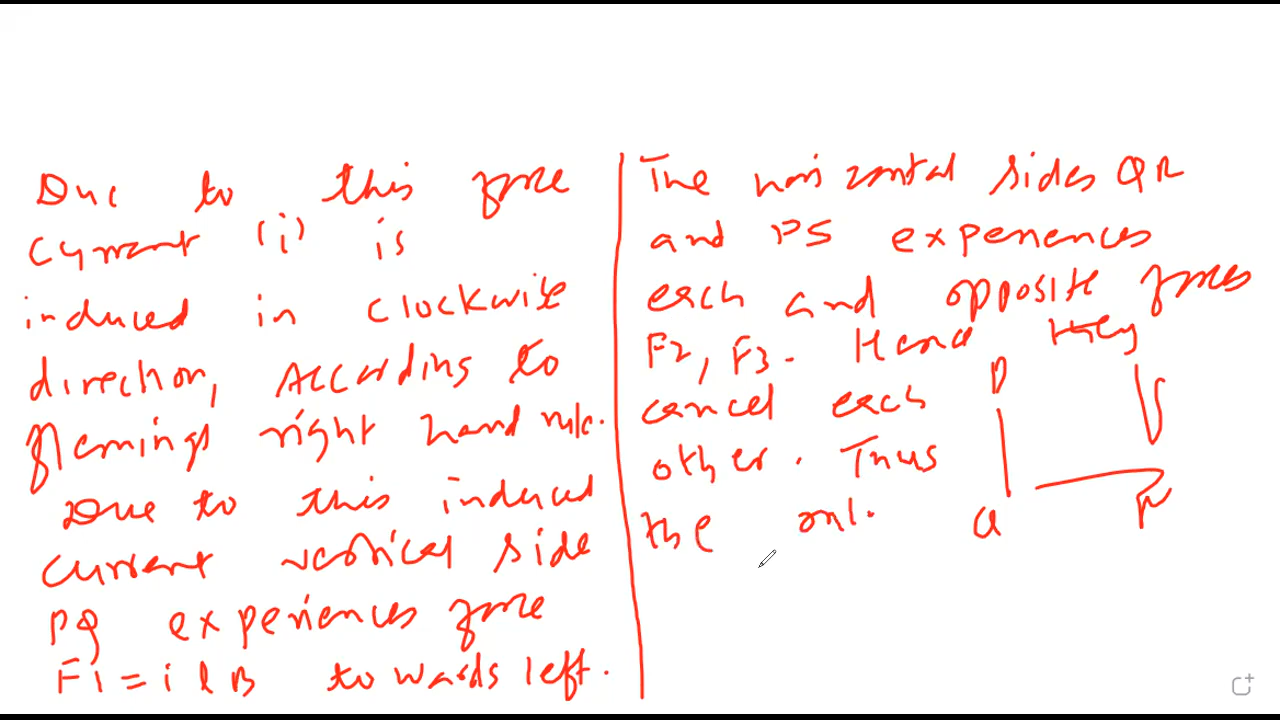 Due to this force
current (i) is
induced in clockwise
direction, According to
flemings right hand rule.
Due to this induced
current vertical side
PQ experiences force
F1 = i l B towards left.
The horizontal sides QR
and PS experiences
each and opposite forces
F2, F3. Hence they
cancel each
other. Thus
the onl.
P
S
Q
R